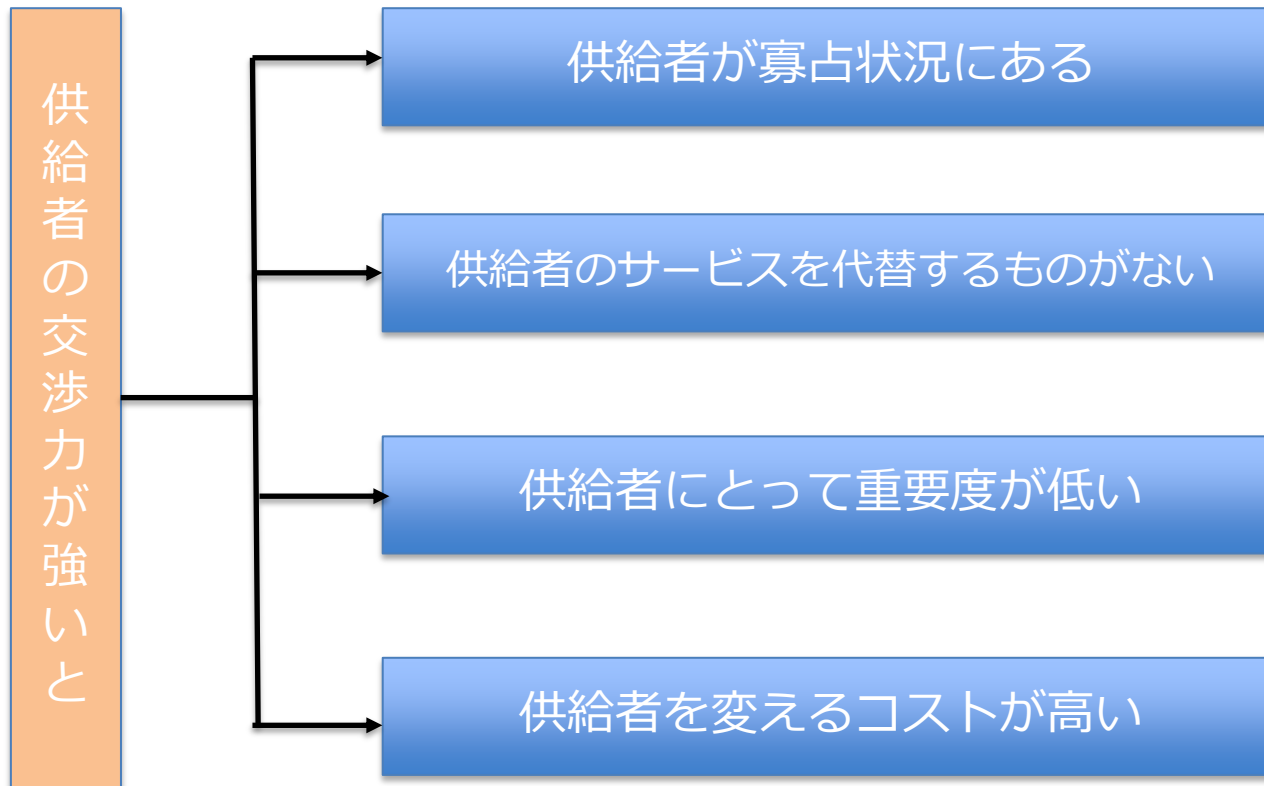 供給者の交渉力が強いと
供給者が寡占状況にある
供給者のサービスを代替するものがない
供給者にとって重要度が低い
供給者を変えるコストが高い